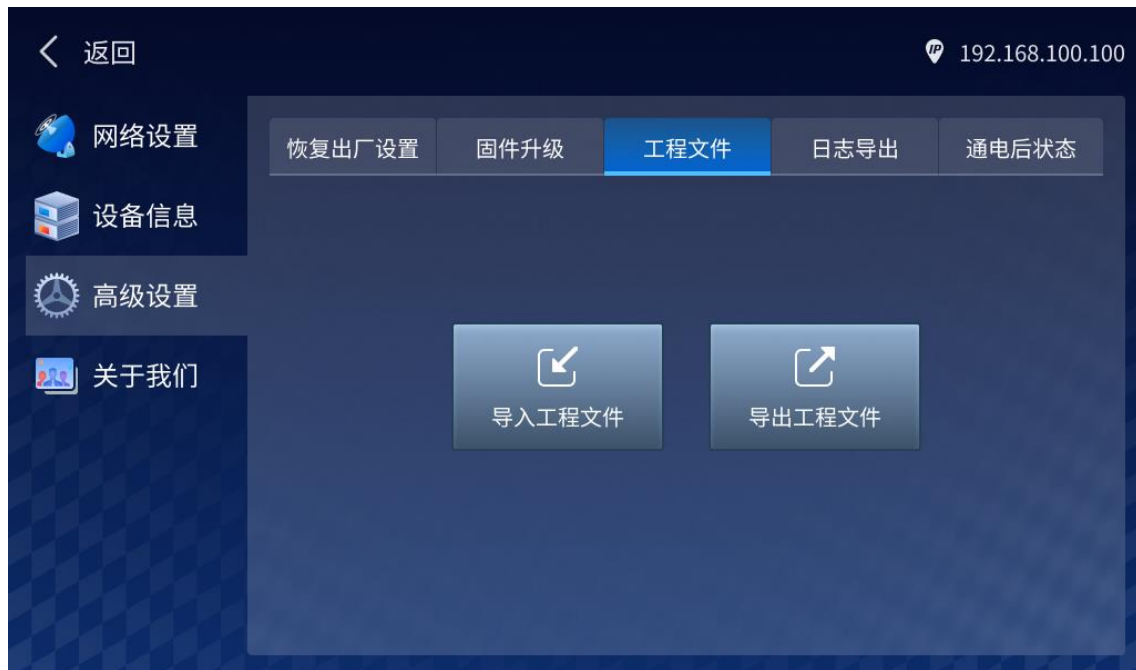 返回
IP 192.168.100.100
网络设置
设备信息
高级设置
关于我们
恢复出厂设置 固件升级 工程文件 日志导出 通电后状态
导入工程文件 导出工程文件